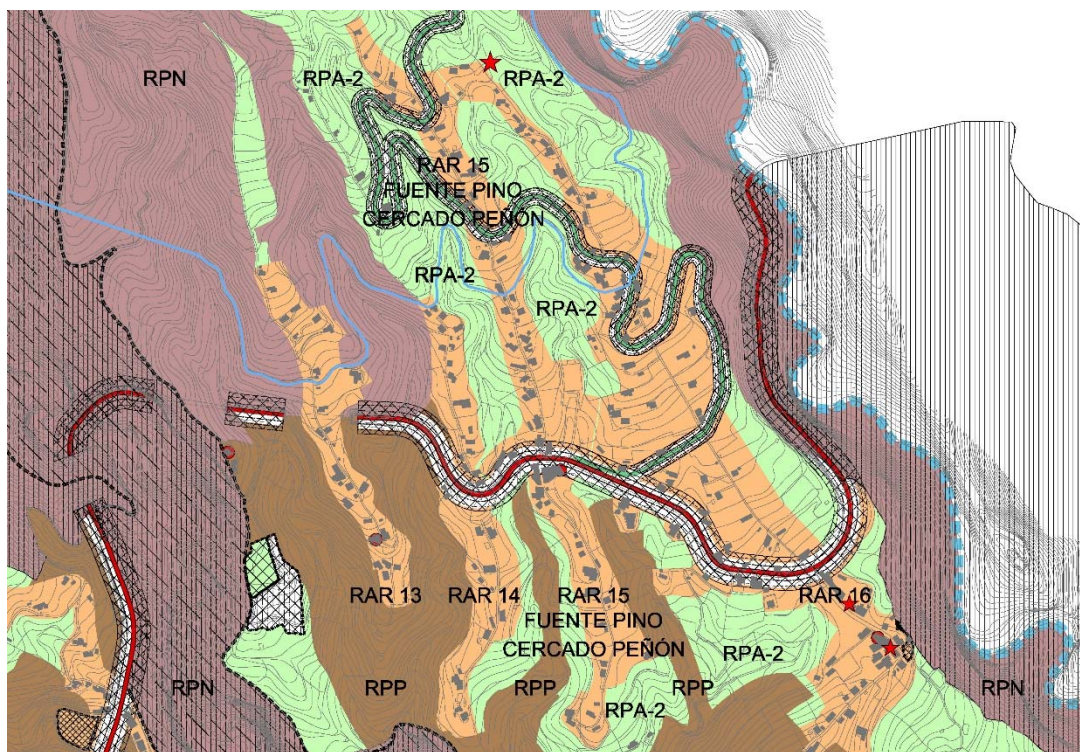 RPN
RPA-2
RPA-2
RAR 15
FUENTE PINO
CERCADO PEÑÓN
RPA-2
RPA-2
RAR 13
RAR 14
RAR 15
RAR 16
FUENTE PINO
CERCADO PEÑÓN
RPA-2
RPN
RPP
RPP
RPP
RPN
RPA-2